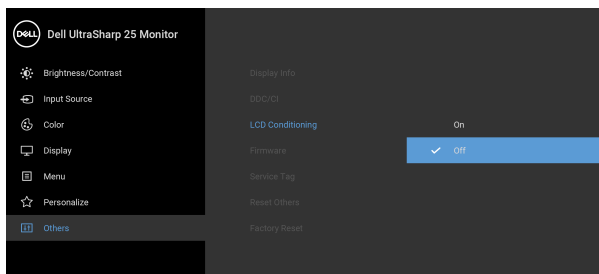 DELL Dell UltraSharp 25 Monitor
Brightness/Contrast
Input Source
Color
Display
Menu
Personalize
Others
Display Info
DDC/CI
LCD Conditioning
Firmware
Service Tag
Reset Others
Factory Reset
On
Off